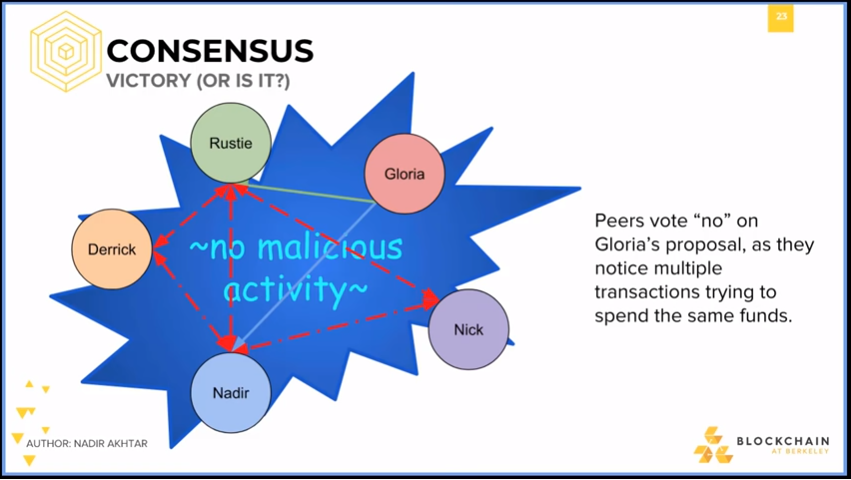 23
CONSENSUS
VICTORY (OR IS IT?)
Rustie
Gloria
Derrick
~no malicious
activity~
Nick
Nadir
Peers vote “no” on
Gloria’s proposal, as they
notice multiple
transactions trying to
spend the same funds.
AUTHOR: NADIR AKHTAR
BLOCKCHAIN
AT BERKELEY